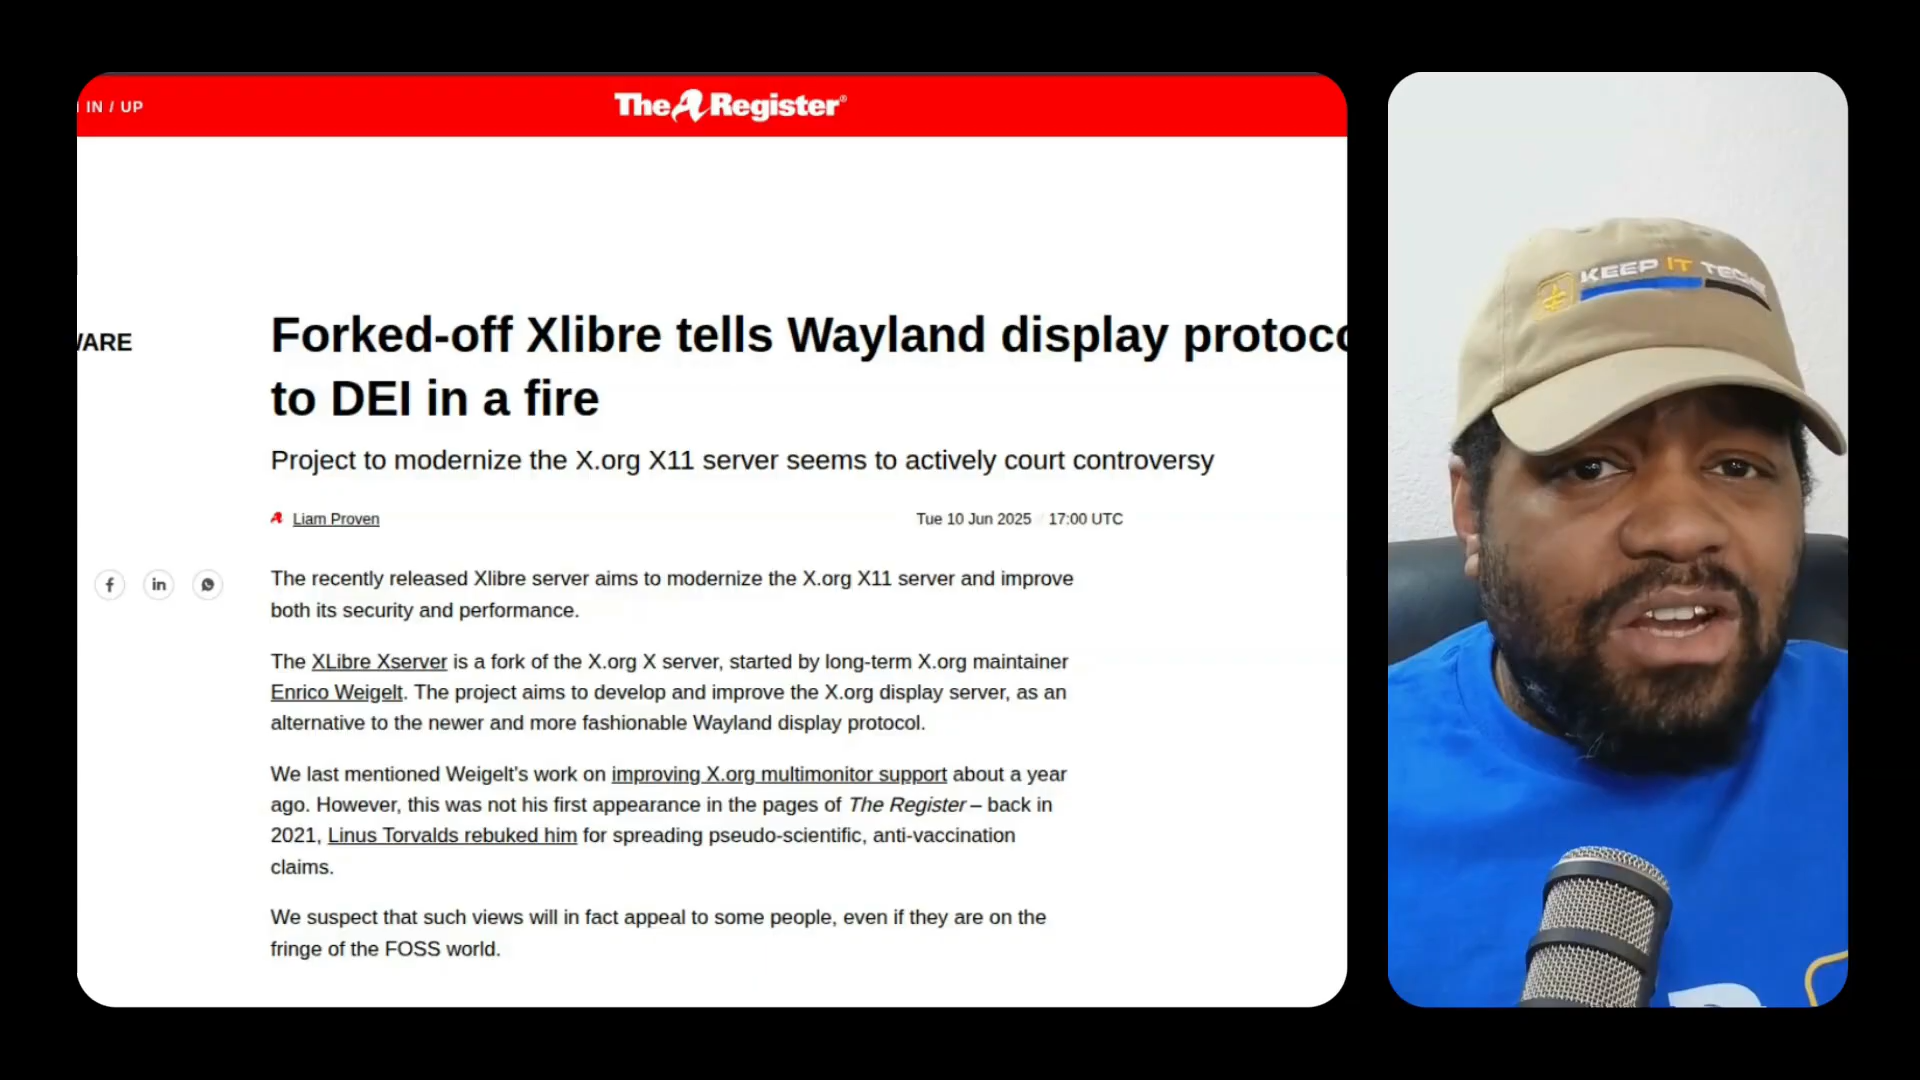 IN / UP
The Register®
WARE
Forked-off Xlibre tells Wayland display protoco
to DEI in a fire
Project to modernize the X.org X11 server seems to actively court controversy
Liam Proven
Tue 10 Jun 2025 // 17:00 UTC
f
in
The recently released Xlibre server aims to modernize the X.org X11 server and improve
both its security and performance.
The XLibre Xserver is a fork of the X.org X server, started by long-term X.org maintainer
Enrico Weigelt. The project aims to develop and improve the X.org display server, as an
alternative to the newer and more fashionable Wayland display protocol.
We last mentioned Weigelt's work on improving X.org multimonitor support about a year
ago. However, this was not his first appearance in the pages of The Register – back in
2021, Linus Torvalds rebuked him for spreading pseudo-scientific, anti-vaccination
claims.
We suspect that such views will in fact appeal to some people, even if they are on the
fringe of the FOSS world.
KEEP IT TECH